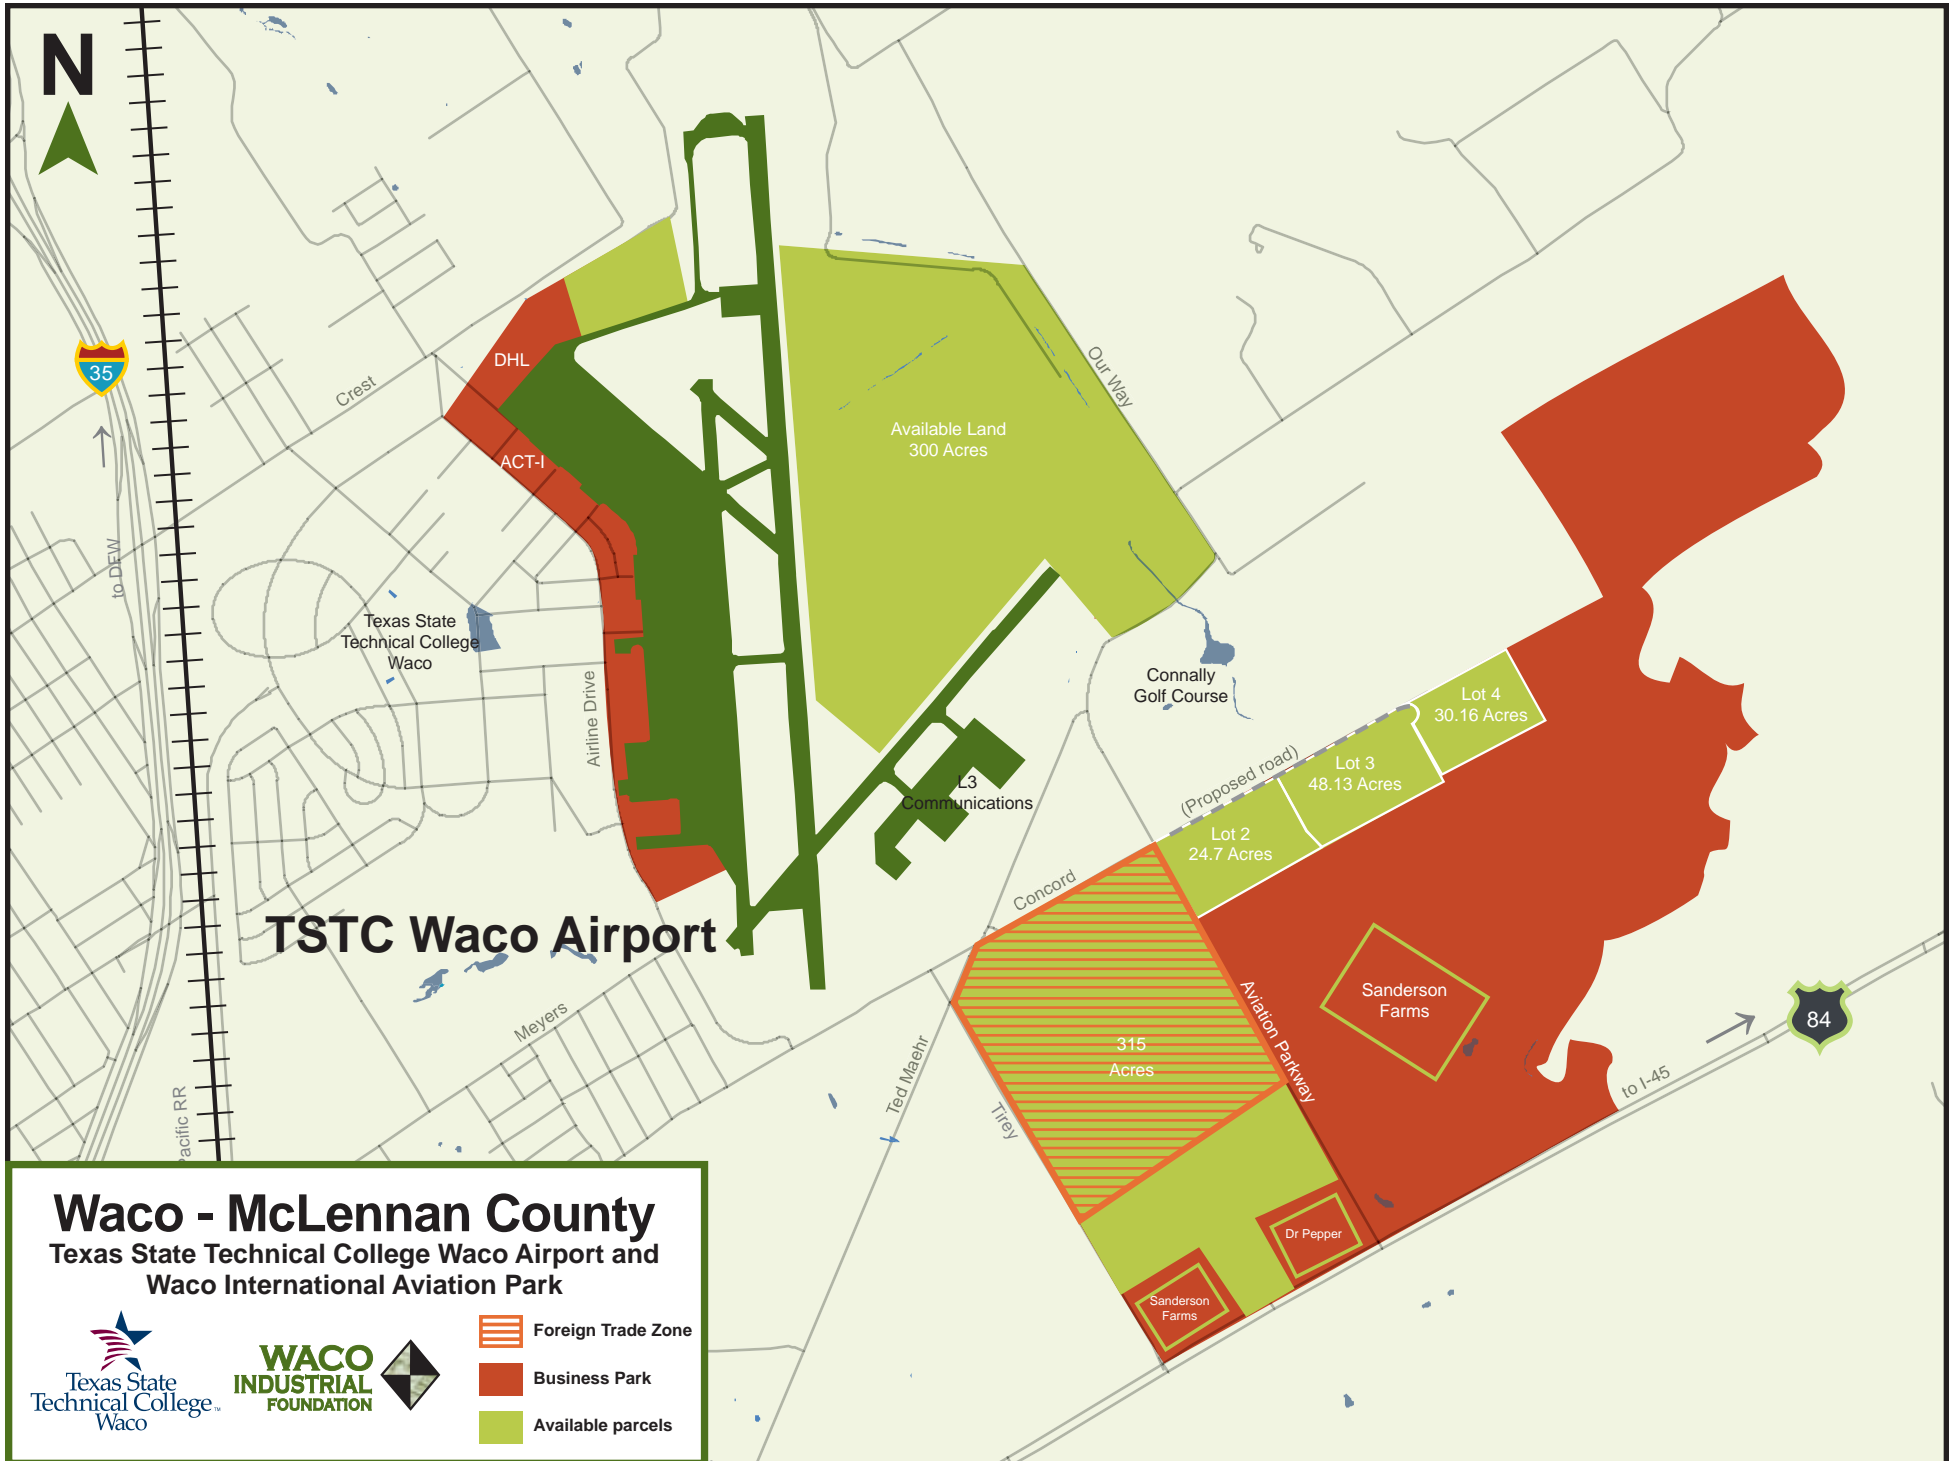 N
35
to DFW
Crest
DHL
ACT-I
Available Land
300 Acres
Our Way
Texas State
Technical College
Waco
Airline Drive
Connally
Golf Course
L3
Communications
(Proposed road)
Lot 4
30.16 Acres
Lot 3
48.13 Acres
Lot 2
24.7 Acres
Concord
TSTC Waco Airport
Meyers
Ted Maehr
Tirey
315
Acres
Aviation Parkway
Sanderson
Farms
84
to I-45
Pacific RR
Dr Pepper
Sanderson
Farms
Waco - McLennan County
Texas State Technical College Waco Airport and
Waco International Aviation Park
Texas State
Technical College™
Waco
WACO
INDUSTRIAL
FOUNDATION
Foreign Trade Zone
Business Park
Available parcels